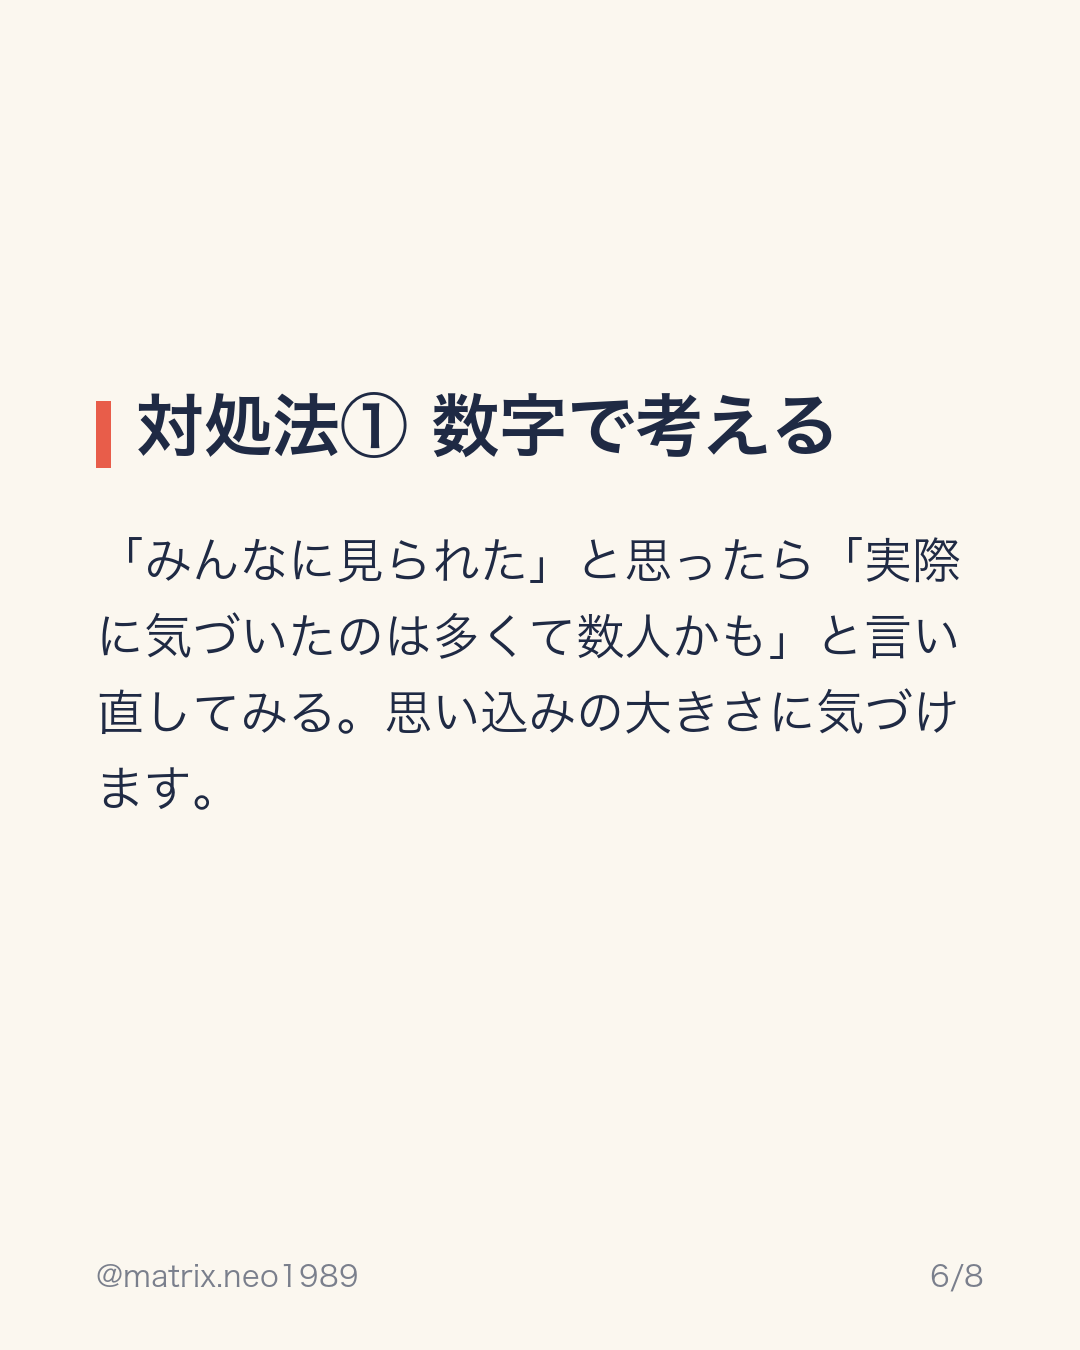 対処法① 数字で考える
「みんなに見られた」と思ったら「実際
に気づいたのは多くて数人かも」と言い
直してみる。思い込みの大きさに気づけ
ます。
@matrix.neo1989
6/8